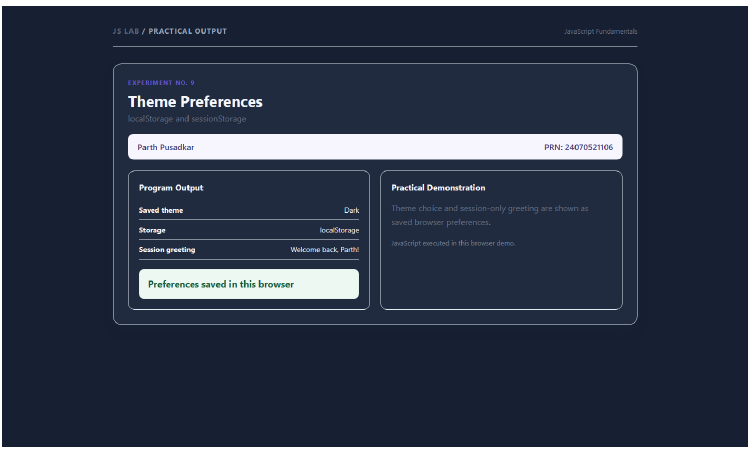 JS LAB / PRACTICAL OUTPUT
JavaScript Fundamentals
EXPERIMENT NO. 9
Theme Preferences
localStorage and sessionStorage
Parth Pusadkar
PRN: 24070521106
Program Output
Saved theme Dark
Storage localStorage
Session greeting Welcome back, Parth!
Preferences saved in this browser
Practical Demonstration
Theme choice and session-only greeting are shown as
saved browser preferences.
JavaScript executed in this browser demo.